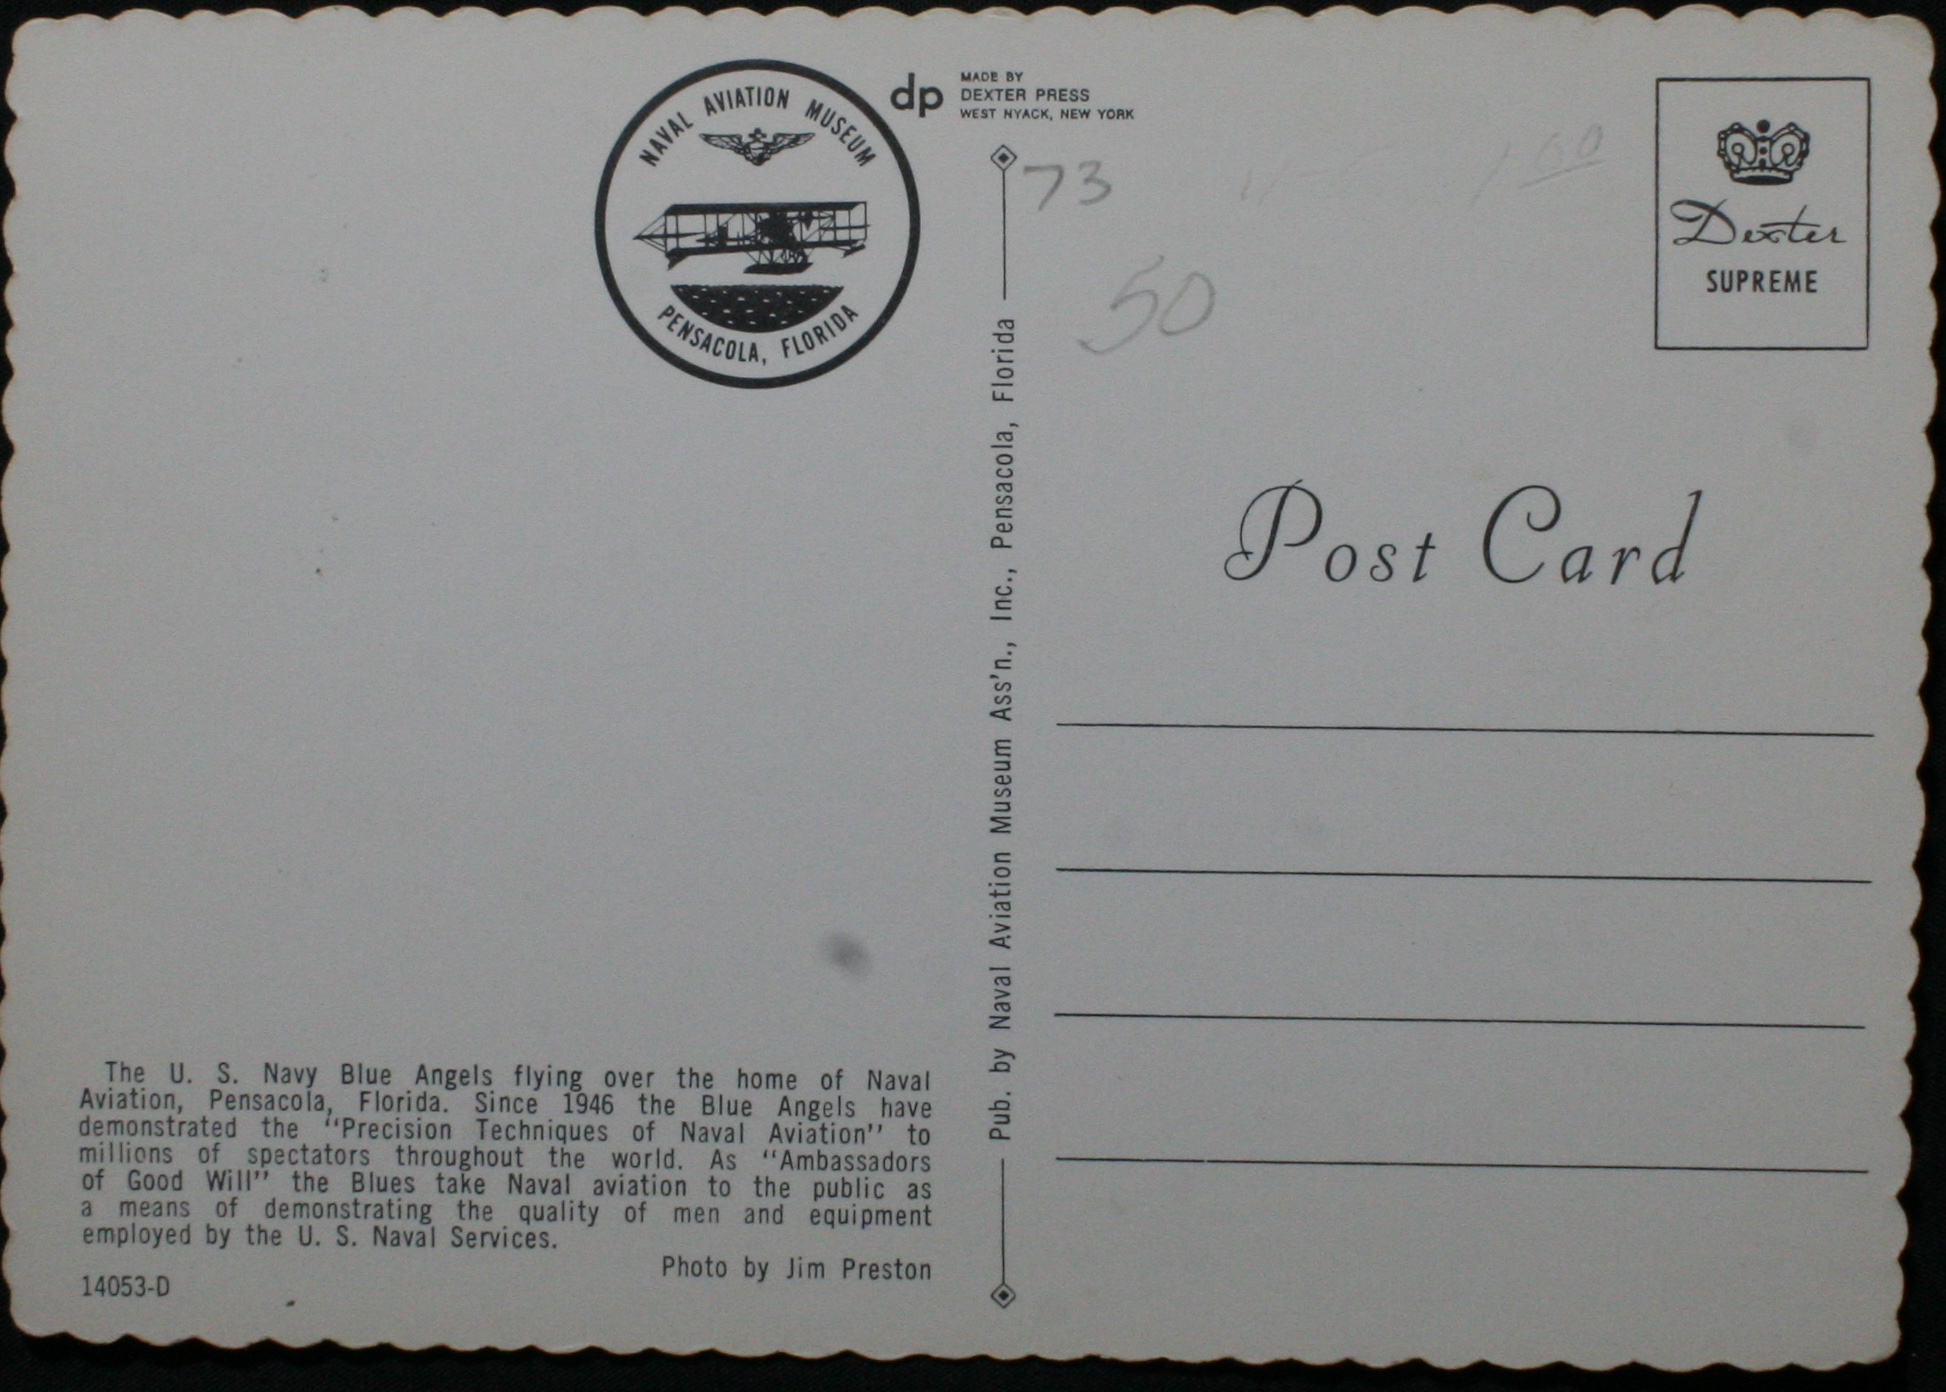 NAVAL AVIATION MUSEUM
PENSACOLA, FLORIDA
dp
MADE BY
DEXTER PRESS
WEST NYACK, NEW YORK
73
1.00
50
Dexter
SUPREME
Post Card
Pub. by Naval Aviation Museum Ass'n., Inc., Pensacola, Florida
The U. S. Navy Blue Angels flying over the home of Naval
Aviation, Pensacola, Florida. Since 1946 the Blue Angels have
demonstrated the "Precision Techniques of Naval Aviation" to
millions of spectators throughout the world. As "Ambassadors
of Good Will" the Blues take Naval aviation to the public as
a means of demonstrating the quality of men and equipment
employed by the U. S. Naval Services.
Photo by Jim Preston
14053-D